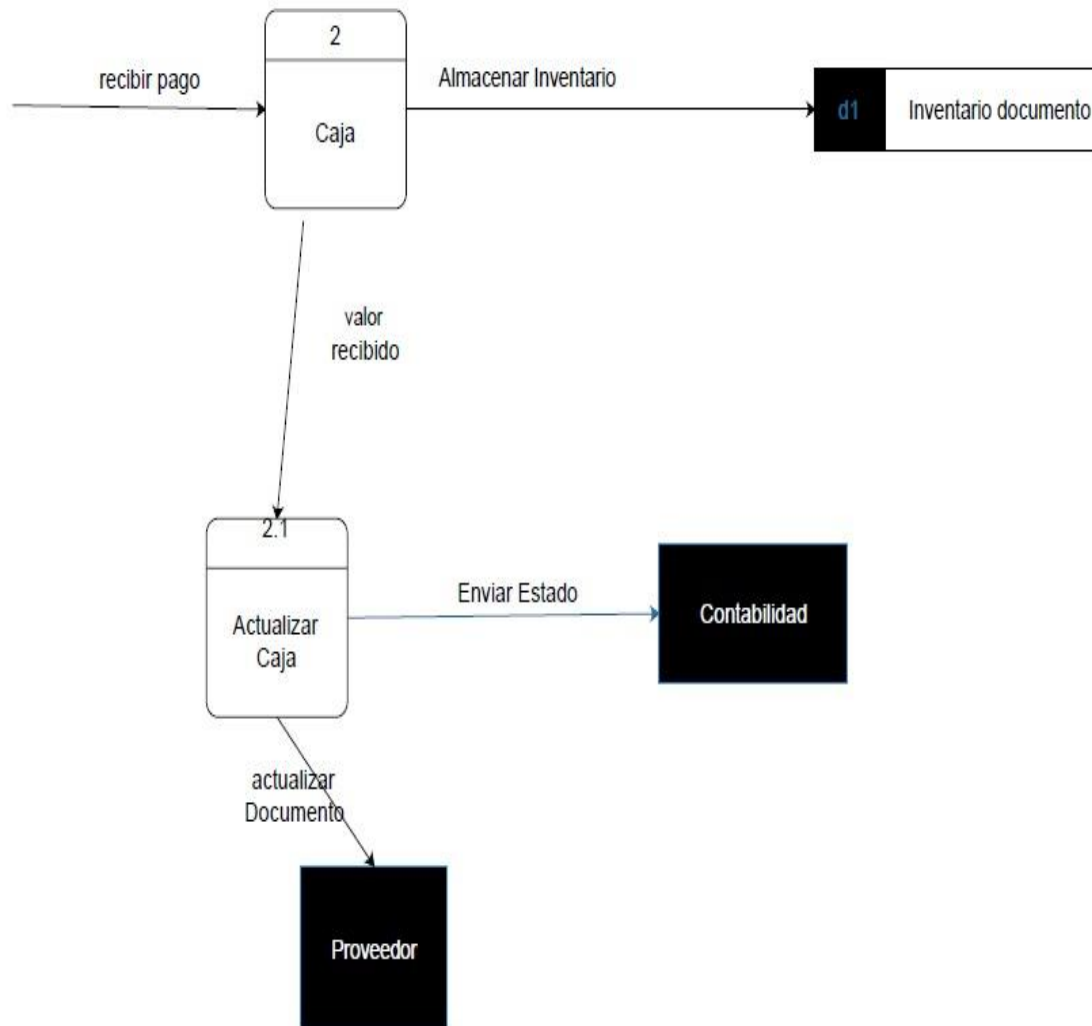 2
recibir pago
Almacenar Inventario
Caja
d1
Inventario documento
valor
recibido
2.1
Actualizar
Caja
Enviar Estado
Contabilidad
actualizar
Documento
Proveedor